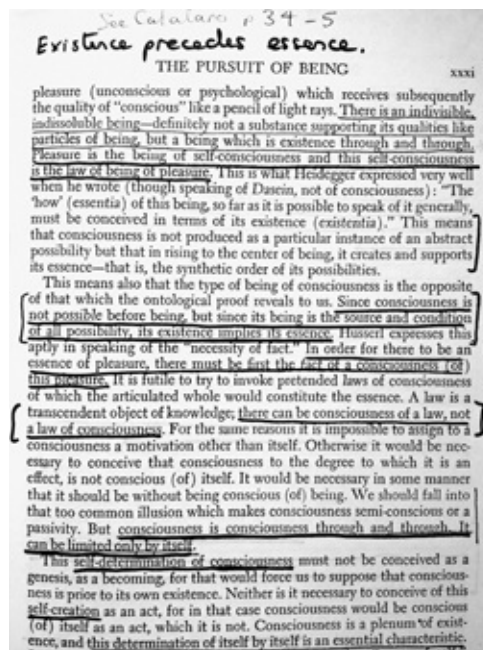 See Catalano p 34-5
Existence precedes essence.
THE PURSUIT OF BEING xxxi
pleasure (unconscious or psychological) which receives subsequently
the quality of "conscious" like a pencil of light rays. There is an indivisible,
indissoluble being—definitely not a substance supporting its qualities like
particles of being, but a being which is existence through and through.
Pleasure is the being of self-consciousness and this self-consciousness
is the law of being of pleasure. This is what Heidegger expressed very well
when he wrote (though speaking of Dasein, not of consciousness): "The
'how' (essentia) of this being, so far as it is possible to speak of it generally,
must be conceived in terms of its existence (existentia)." This means
that consciousness is not produced as a particular instance of an abstract
possibility but that in rising to the center of being, it creates and supports
its essence—that is, the synthetic order of its possibilities.
This means also that the type of being of consciousness is the opposite
of that which the ontological proof reveals to us. Since consciousness is
not possible before being, but since its being is the source and condition
of all possibility, its existence implies its essence. Husserl expresses this
aptly in speaking of the "necessity of fact." In order for there to be an
essence of pleasure, there must be first the fact of a consciousness (of)
this pleasure. It is futile to try to invoke pretended laws of consciousness
of which the articulated whole would constitute the essence. A law is a
transcendent object of knowledge; there can be consciousness of a law, not
a law of consciousness. For the same reasons it is impossible to assign to a
consciousness a motivation other than itself. Otherwise it would be nec-
essary to conceive that consciousness to the degree to which it is an
effect, is not conscious (of) itself. It would be necessary in some manner
that it should be without being conscious (of) being. We should fall into
that too common illusion which makes consciousness semi-conscious or a
passivity. But consciousness is consciousness through and through. It
can be limited only by itself.
This self-determination of consciousness must not be conceived as a
genesis, as a becoming, for that would force us to suppose that conscious-
ness is prior to its own existence. Neither is it necessary to conceive of this
self-creation as an act, for in that case consciousness would be conscious
(of) itself as an act, which it is not. Consciousness is a plenum of exist-
ence, and this determination of itself by itself is an essential characteristic.